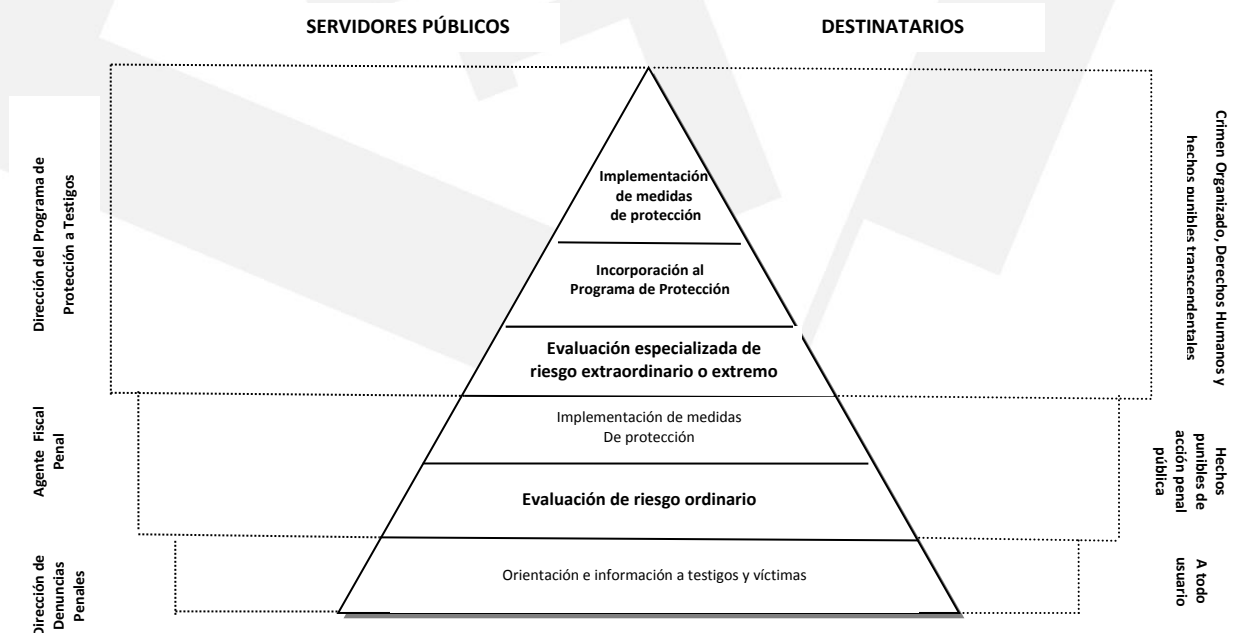 SERVIDORES PÚBLICOS
DESTINATARIOS
Dirección del Programa de
Protección a Testigos
Implementación
de medidas
de protección
Incorporación al
Programa de Protección
Evaluación especializada de
riesgo extraordinario o extremo
Crimen Organizado, Derechos Humanos y
hechos punibles transcendentales
Agente Fiscal
Penal
Implementación de medidas
De protección
Evaluación de riesgo ordinario
Hechos
punibles de
acción penal
pública
Dirección de
Denuncias
Penales
Orientación e información a testigos y víctimas
A todo
usuario